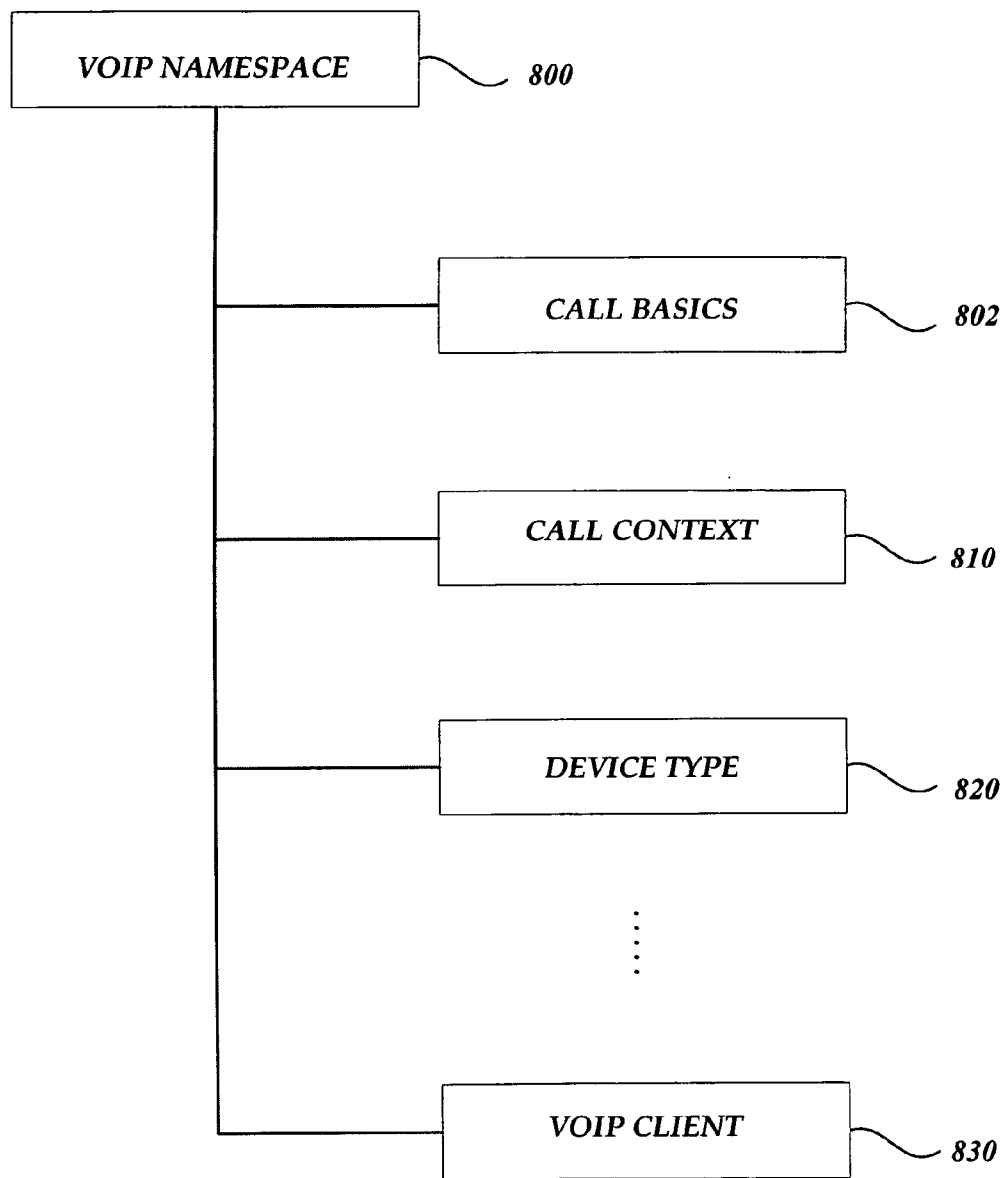 VOIP NAMESPACE
800
CALL BASICS
802
CALL CONTEXT
810
DEVICE TYPE
820
VOIP CLIENT
830